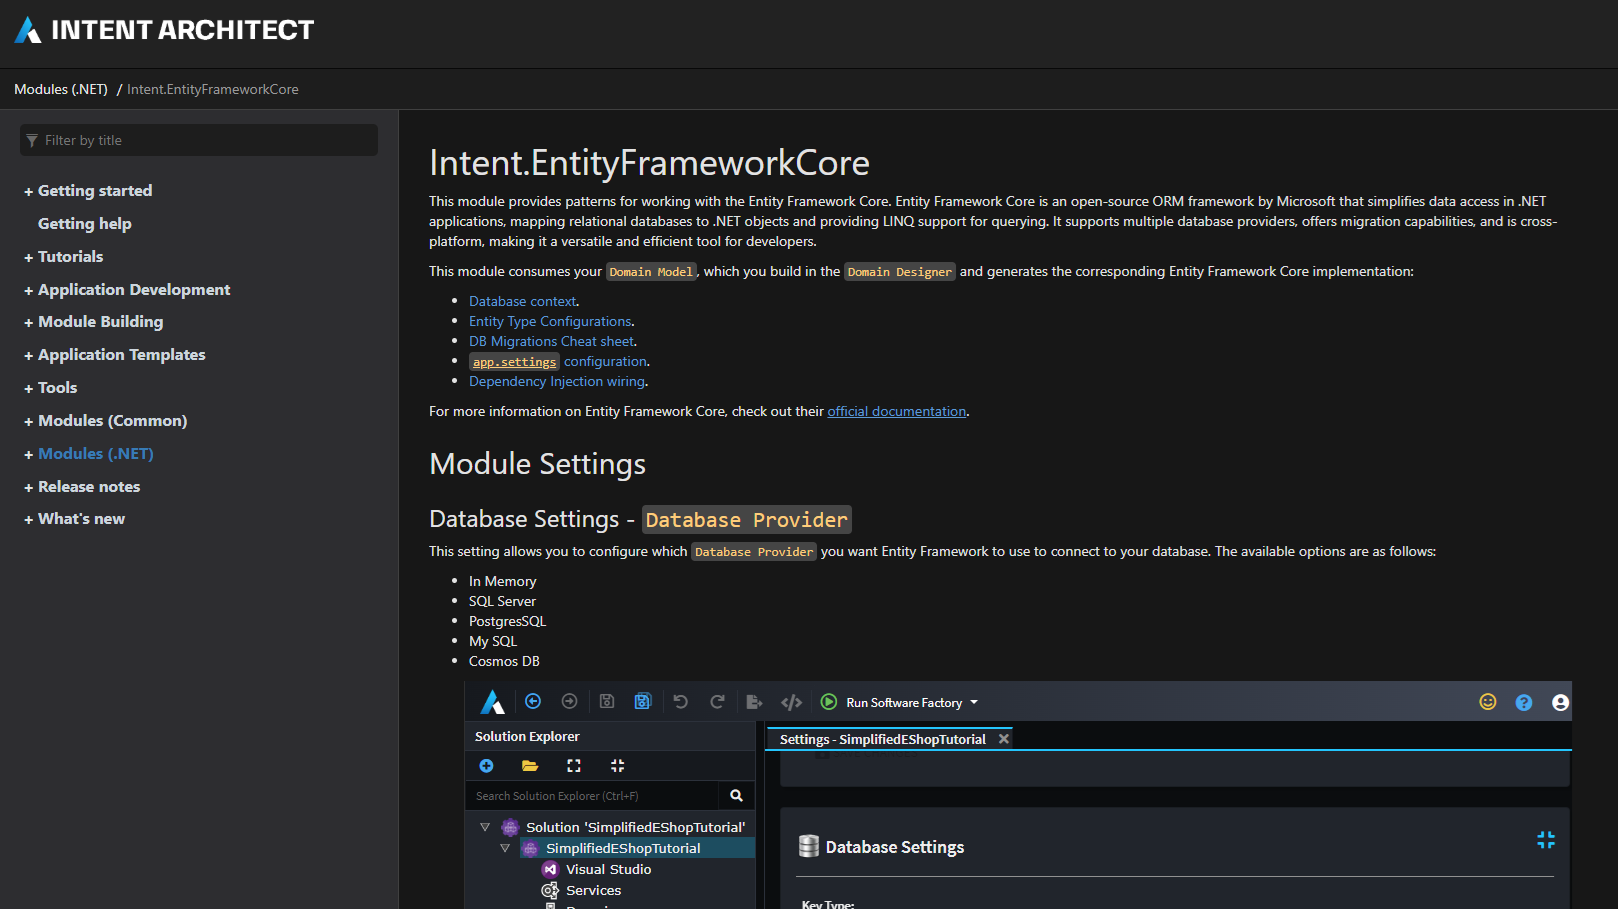 INTENT ARCHITECT
Modules (.NET) / Intent.EntityFrameworkCore
Filter by title
+ Getting started
Getting help
+ Tutorials
+ Application Development
+ Module Building
+ Application Templates
+ Tools
+ Modules (Common)
+ Modules (.NET)
+ Release notes
+ What's new
Intent.EntityFrameworkCore
This module provides patterns for working with the Entity Framework Core. Entity Framework Core is an open-source ORM framework by Microsoft that simplifies data access in .NET
applications, mapping relational databases to .NET objects and providing LINQ support for querying. It supports multiple database providers, offers migration capabilities, and is cross-
platform, making it a versatile and efficient tool for developers.
This module consumes your Domain Model, which you build in the Domain Designer and generates the corresponding Entity Framework Core implementation:
• Database context.
• Entity Type Configurations.
• DB Migrations Cheat sheet.
• app.settings configuration.
• Dependency Injection wiring.
For more information on Entity Framework Core, check out their official documentation.
Module Settings
Database Settings - Database Provider
This setting allows you to configure which Database Provider you want Entity Framework to use to connect to your database. The available options are as follows:
• In Memory
• SQL Server
• PostgresSQL
• My SQL
• Cosmos DB
Run Software Factory
Solution Explorer
Search Solution Explorer (Ctrl+F)
Solution 'SimplifiedEShopTutorial'
SimplifiedEShopTutorial
Visual Studio
Services
Settings - SimplifiedEShopTutorial
Database Settings
Key Type: